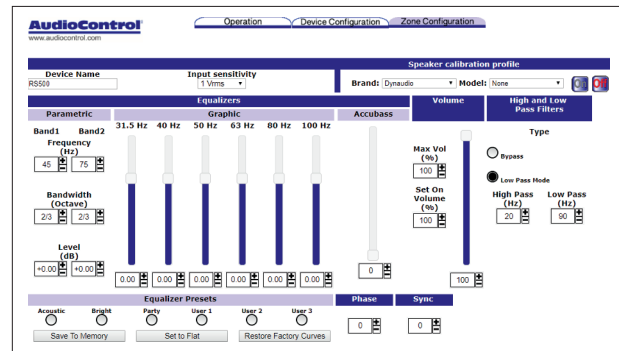 AudioControl
www.audiocontrol.com
Operation
Device Configuration
Zone Configuration
Speaker calibration profile
Device Name
Input sensitivity
RS500
1 Vrms
Brand: Dynaudio
Model: None
On
Off
Equalizers
Volume
High and Low Pass Filters
Parametric
Graphic
Accubass
Band1 Band2
31.5 Hz 40 Hz 50 Hz 63 Hz 80 Hz 100 Hz
Type
Frequency
(Hz)
45 75
Max Vol
(%)
100
Bypass
Low Pass Mode
Bandwidth
(Octave)
2/3 2/3
Set On
Volume
(%)
100
High Pass
(Hz)
20
Low Pass
(Hz)
90
Level
(dB)
+0.00 +0.00
0.00 0.00 0.00 0.00 0.00 0.00
0
100
Equalizer Presets
Phase
Sync
Acoustic Bright Party User 1 User 2 User 3
0
0
Save To Memory
Set to Flat
Restore Factory Curves